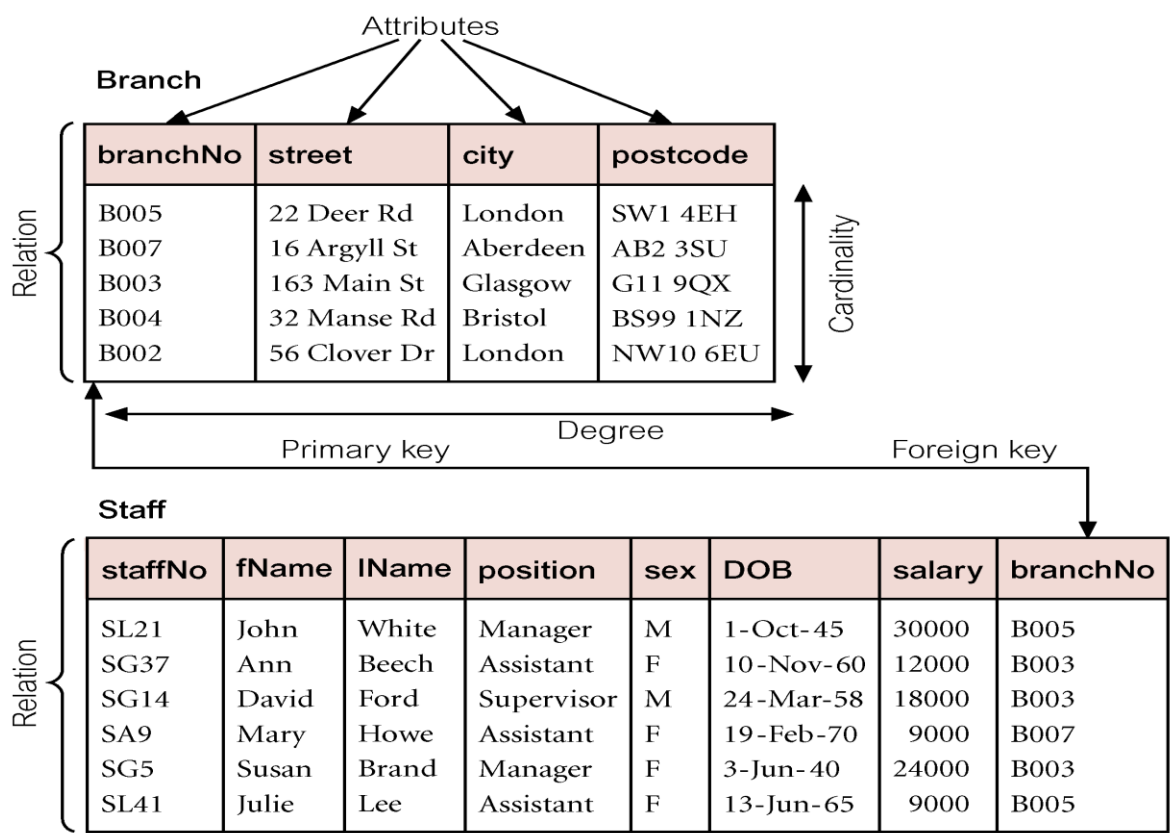 Attributes
Branch
branchNo street city postcode
B005 22 Deer Rd London SW1 4EH
B007 16 Argyll St Aberdeen AB2 3SU
B003 163 Main St Glasgow G11 9QX
B004 32 Manse Rd Bristol BS99 1NZ
B002 56 Clover Dr London NW10 6EU
Relation
Cardinality
Degree
Primary key Foreign key
Staff
staffNo fName lName position sex DOB salary branchNo
SL21 John White Manager M 1-Oct-45 30000 B005
SG37 Ann Beech Assistant F 10-Nov-60 12000 B003
SG14 David Ford Supervisor M 24-Mar-58 18000 B003
SA9 Mary Howe Assistant F 19-Feb-70 9000 B007
SG5 Susan Brand Manager F 3-Jun-40 24000 B003
SL41 Julie Lee Assistant F 13-Jun-65 9000 B005
Relation